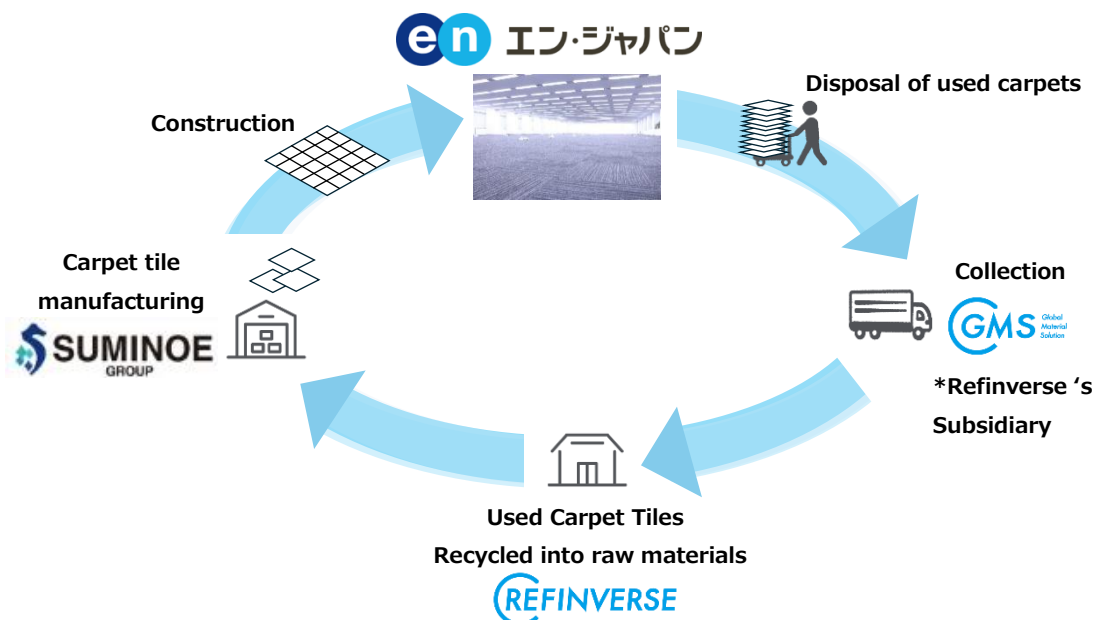 en エン・ジャパン
Disposal of used carpets
Construction
Carpet tile
manufacturing
SUMINOE
GROUP
Collection
GMS Global
Material
Solution
*Refinverse ‘s
Subsidiary
Used Carpet Tiles
Recycled into raw materials
REFINVERSE